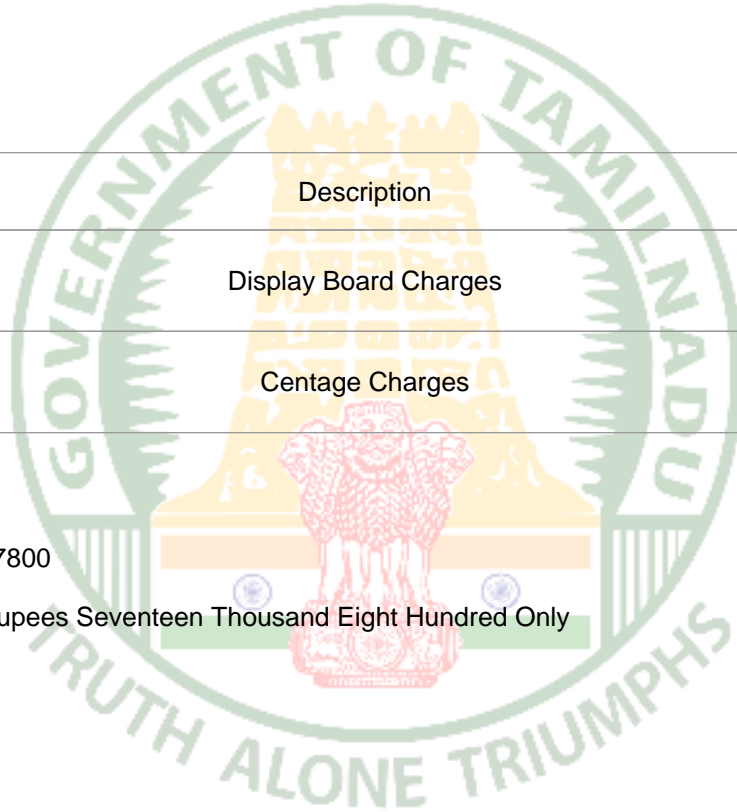 GOVERNMENT OF TAMILNADU
Description
Display Board Charges
Centage Charges
7800
upees Seventeen Thousand Eight Hundred Only
TRUTH ALONE TRIUMPHS